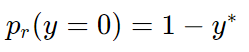 p_r(y = 0) = 1 − y*